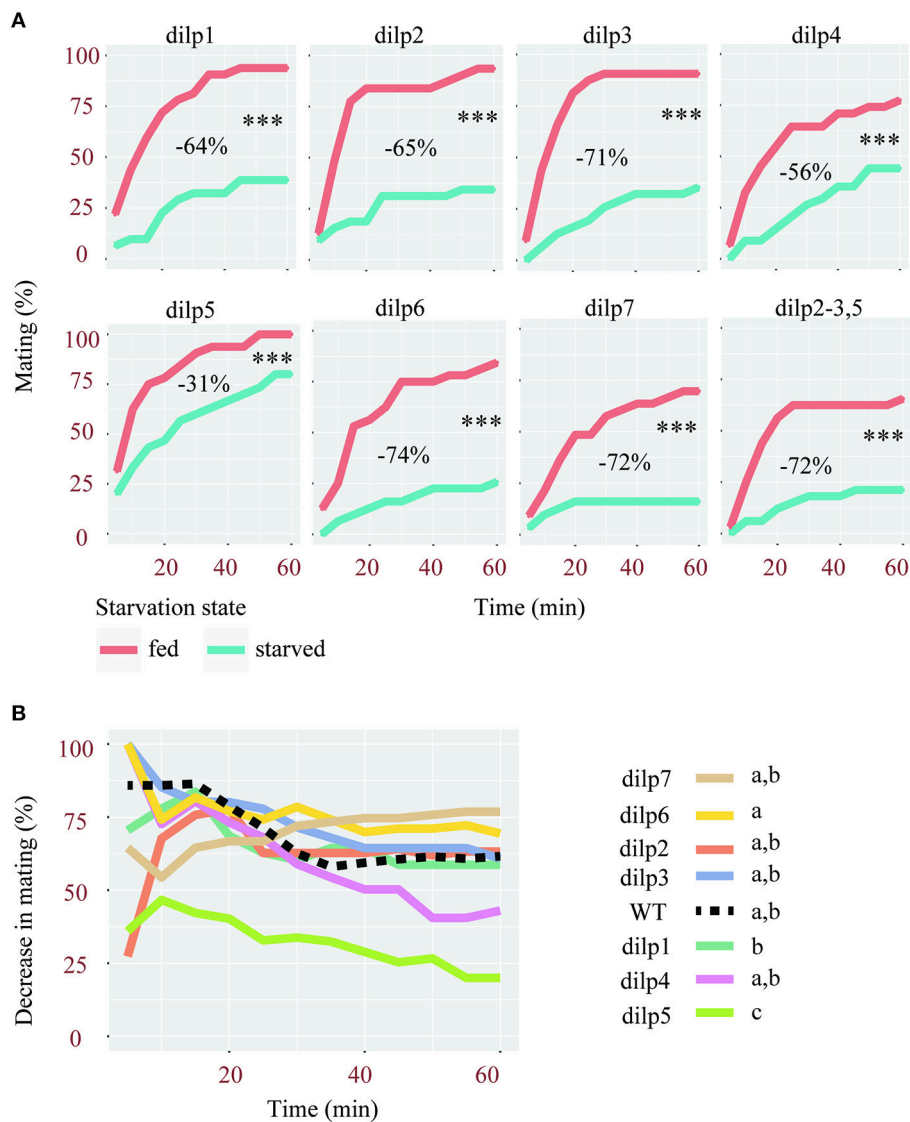 A
dilp1 dilp2 dilp3 dilp4
100
75
50
25
0
*** *** *** ***
-64% -65% -71% -56%
Mating (%)
dilp5 dilp6 dilp7 dilp2-3,5
100
75
50
25
0
*** *** *** ***
-31% -74% -72% -72%
20 40 60 20 40 60 20 40 60 20 40 60
Starvation state
Time (min)
fed starved
B
Decrease in mating (%)
100
75
50
25
0
20 40 60
Time (min)
dilp7 a,b
dilp6 a
dilp2 a,b
dilp3 a,b
WT a,b
dilp1 b
dilp4 a,b
dilp5 c